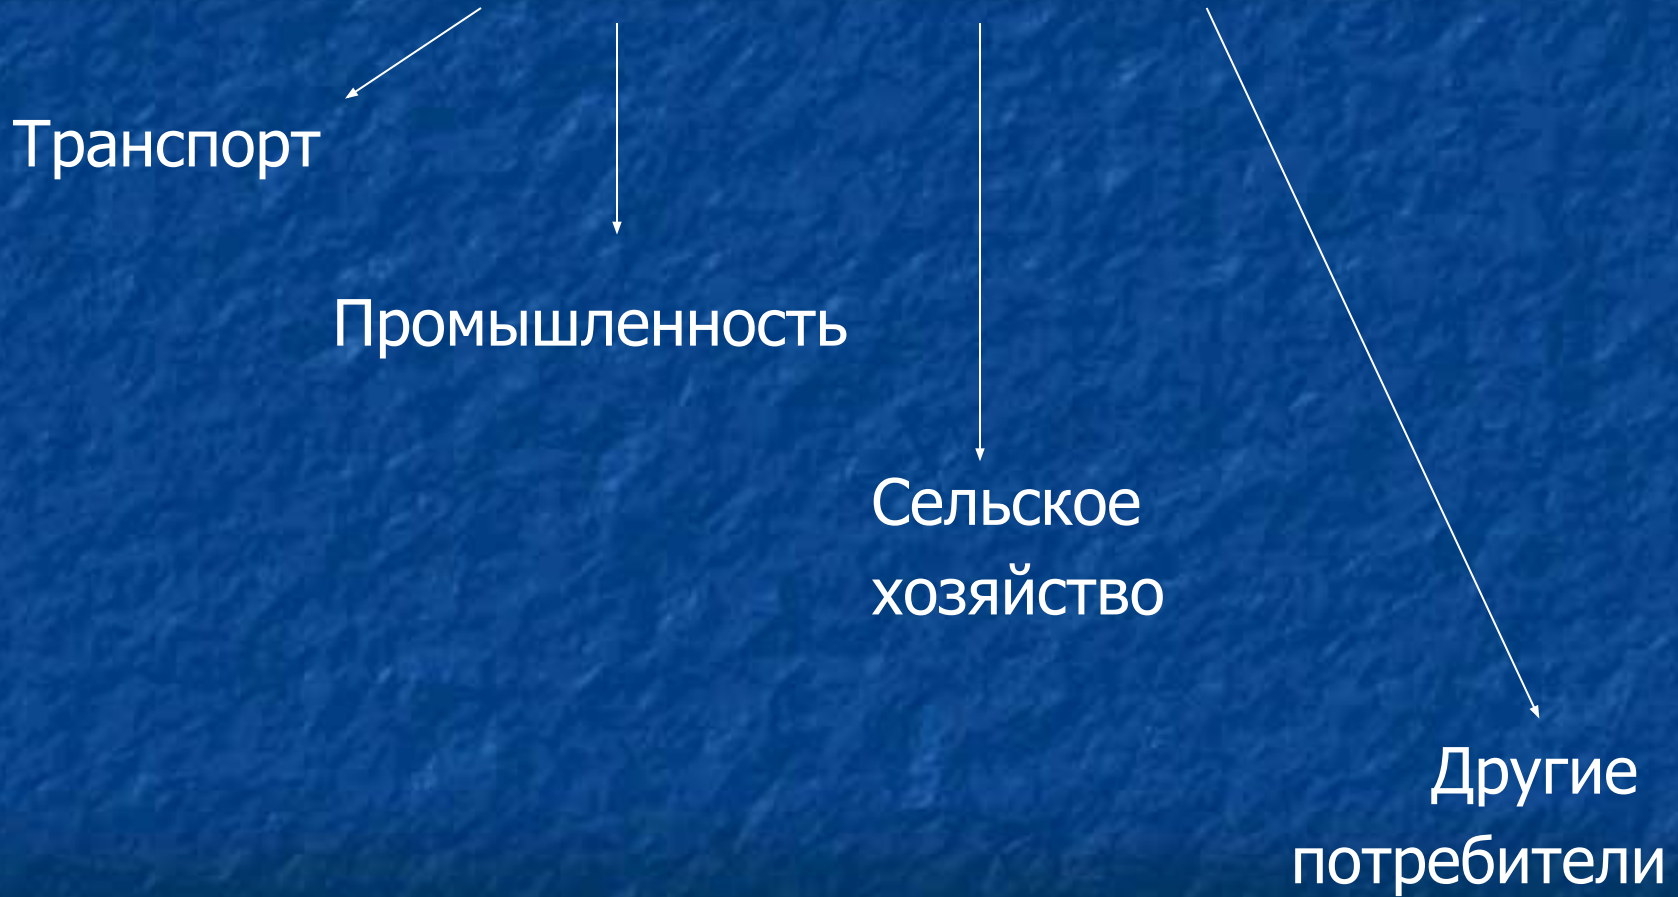 Транспорт
Промышленность
Сельское
хозяйство
Другие
потребители